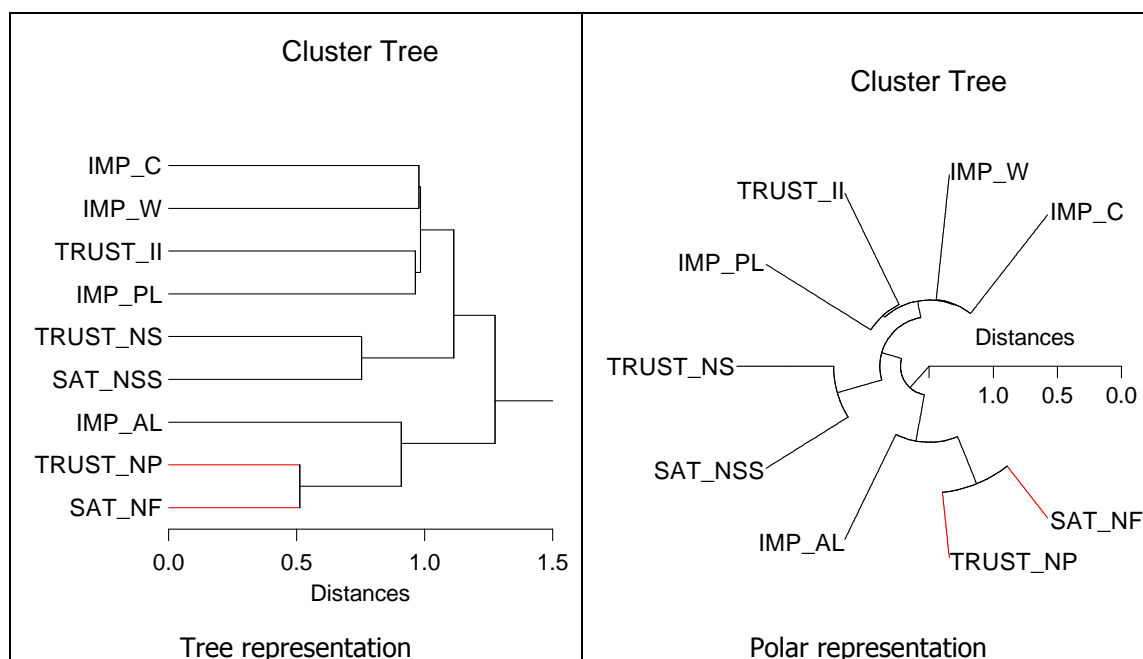 Cluster Tree
IMP_C
IMP_W
TRUST_II
IMP_PL
TRUST_NS
SAT_NSS
IMP_AL
TRUST_NP
SAT_NF
0.0 0.5 1.0 1.5
Distances
Tree representation
Cluster Tree
IMP_W
TRUST_II
IMP_C
IMP_PL
Distances
TRUST_NS
1.0 0.5 0.0
SAT_NSS
SAT_NF
IMP_AL
TRUST_NP
Polar representation